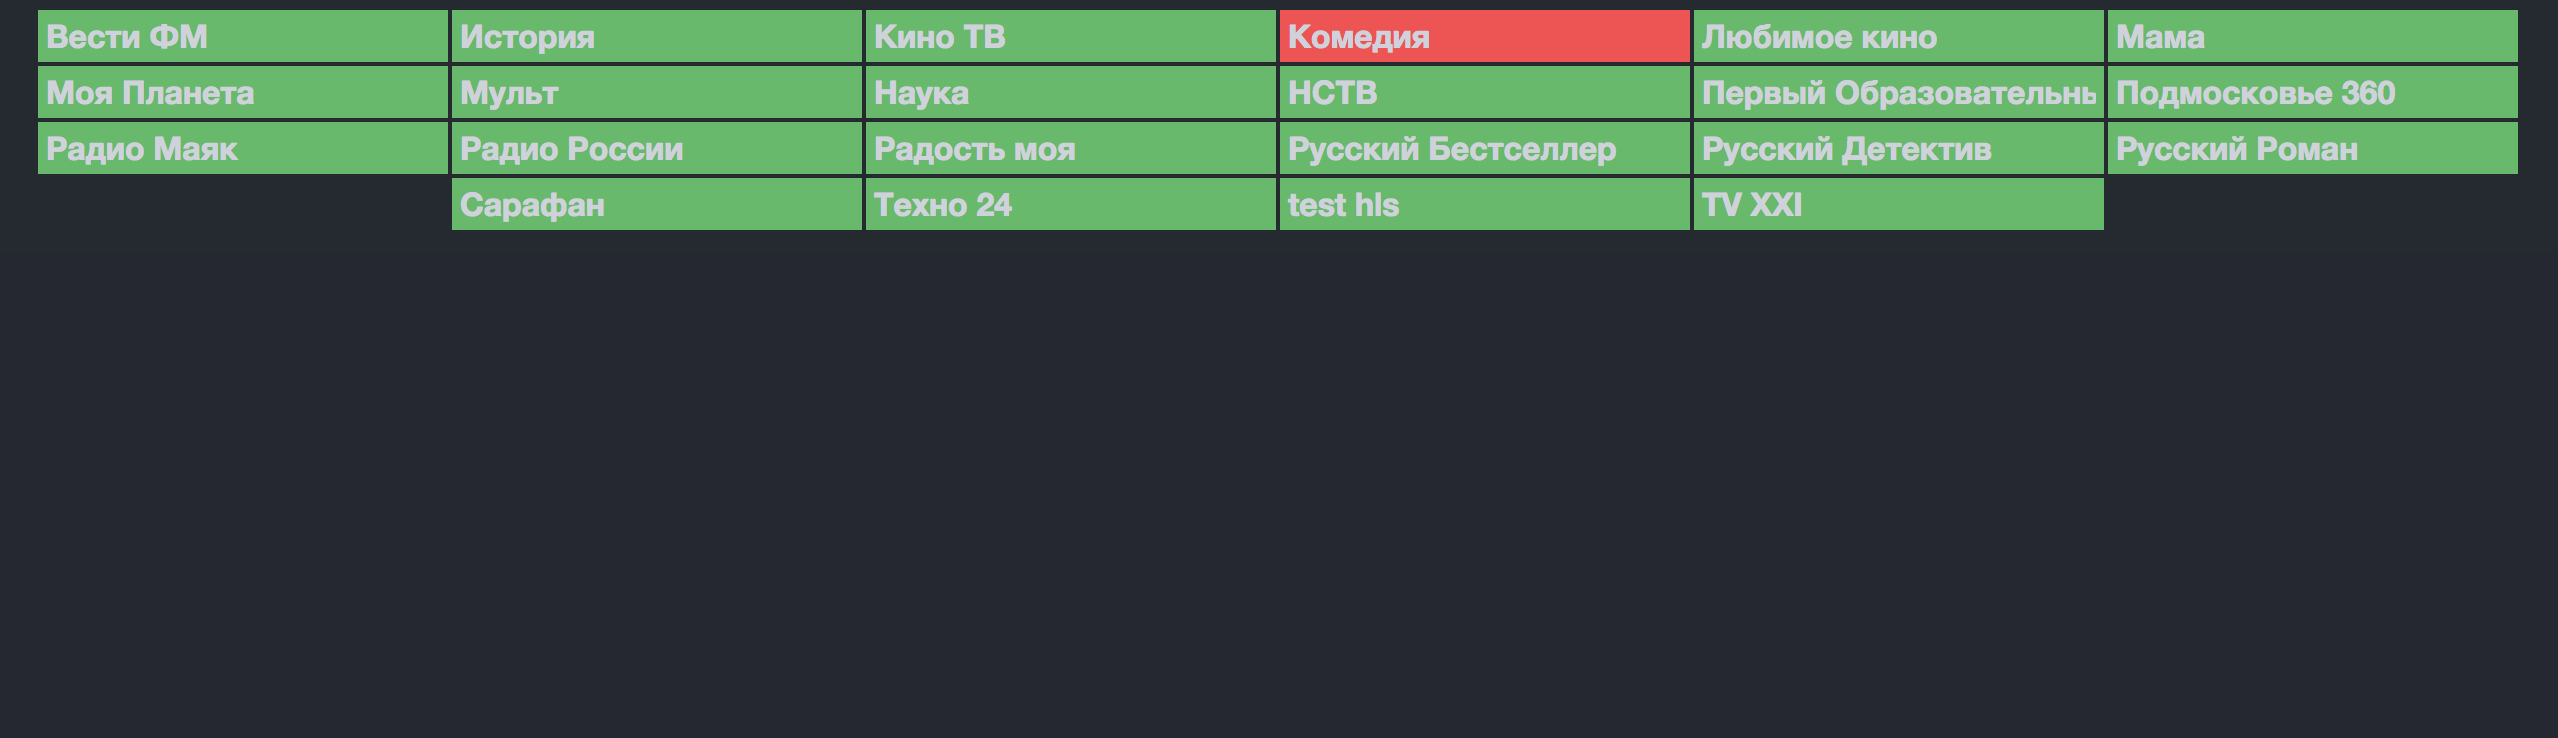 Вести ФМ
История
Кино ТВ
Комедия
Любимое кино
Мама
Моя Планета
Мульт
Наука
НСТВ
Первый Образовательнь
Подмосковье 360
Радио Маяк
Радио России
Радость моя
Русский Бестселлер
Русский Детектив
Русский Роман
Сарафан
Техно 24
test hls
TV XXI